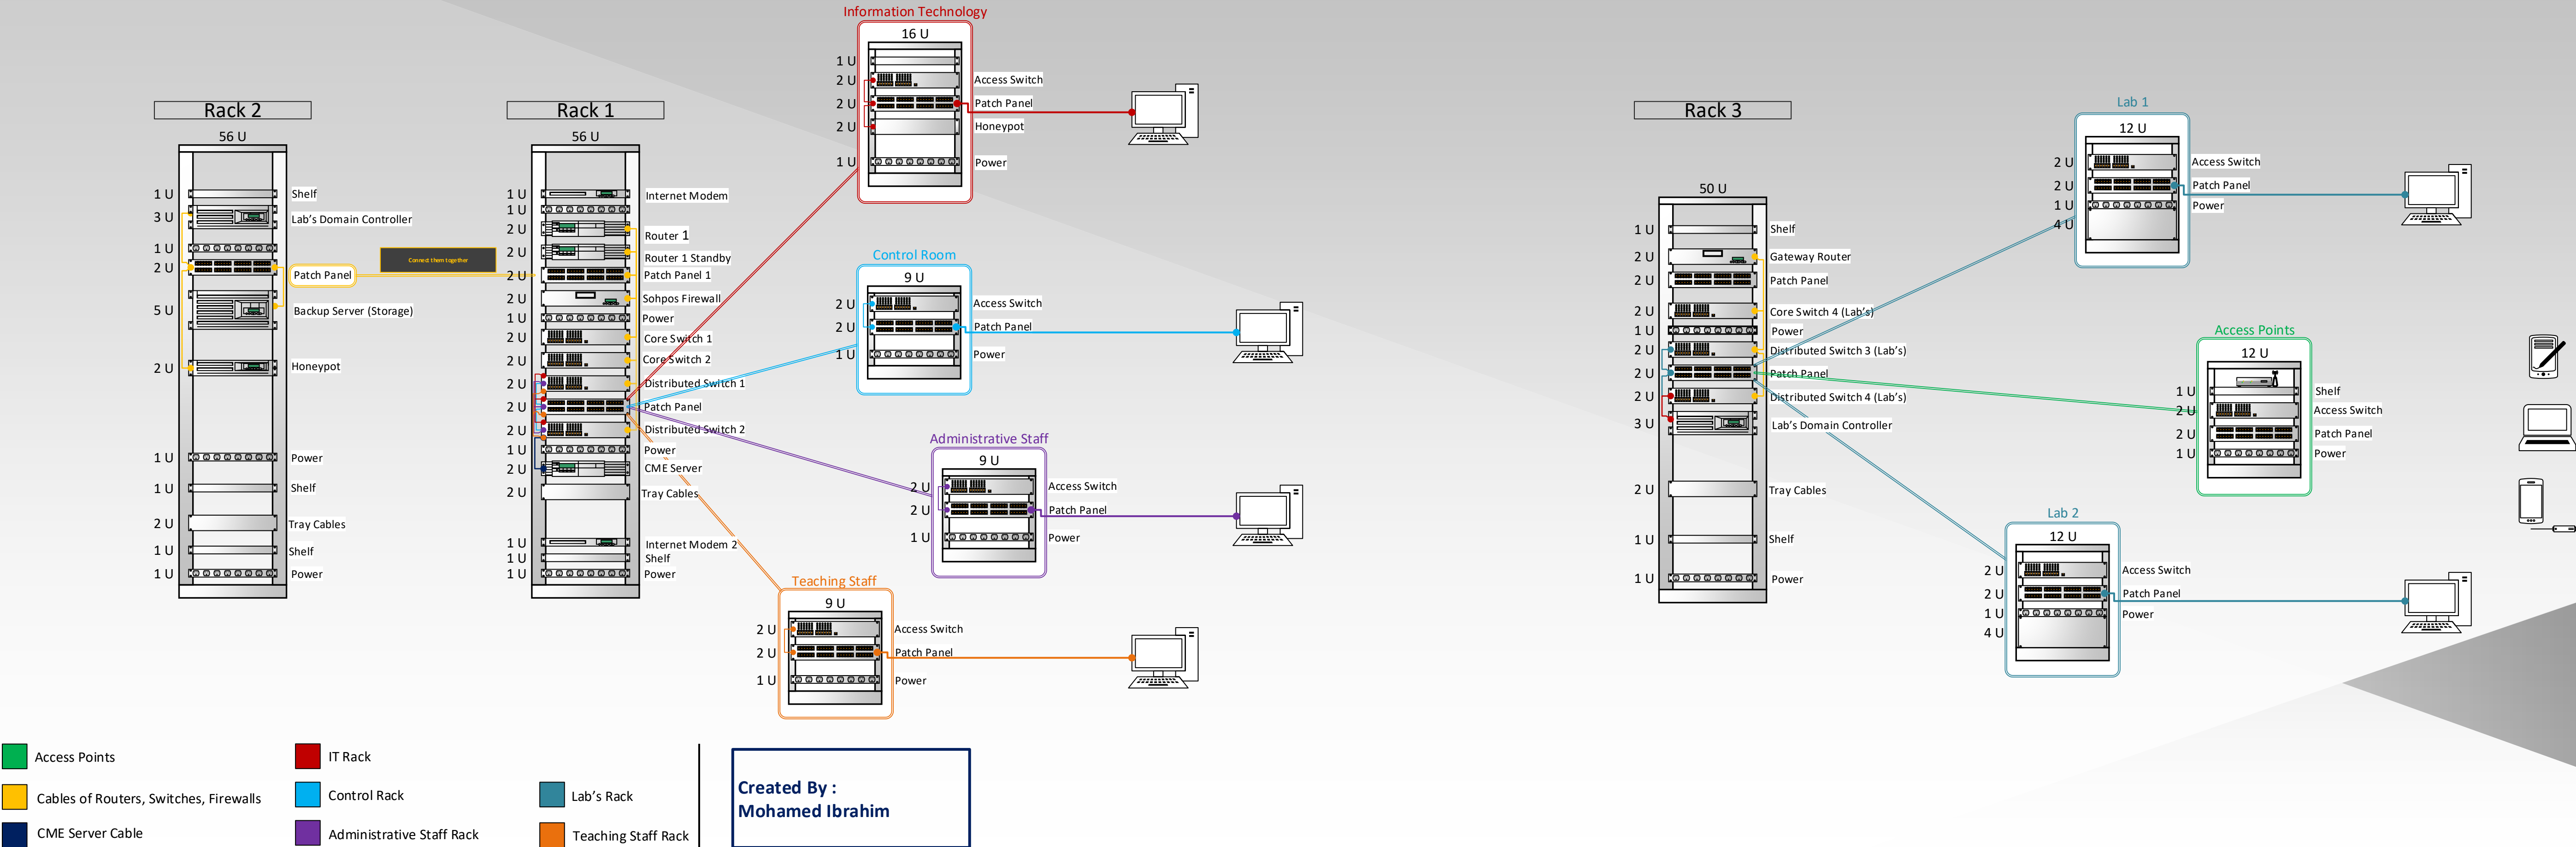 Rack 2
56 U
1 U
Shelf
3 U
Lab's Domain Controller
1 U
2 U
Patch Panel
5 U
Backup Server (Storage)
2 U
Honeypot
1 U
Power
1 U
Shelf
2 U
Tray Cables
1 U
Shelf
1 U
Power
Connect them together
Rack 1
56 U
1 U
Internet Modem
1 U
2 U
Router 1
2 U
Router 1 Standby
2 U
Patch Panel 1
2 U
Sohpos Firewall
1 U
Power
2 U
Core Switch 1
2 U
Core Switch 2
2 U
Distributed Switch 1
2 U
Patch Panel
2 U
Distributed Switch 2
1 U
Power
2 U
CME Server
2 U
Tray Cables
1 U
Internet Modem 2
1 U
Shelf
1 U
Power
Information Technology
16 U
1 U
2 U
Access Switch
2 U
Patch Panel
2 U
Honeypot
1 U
Power
Control Room
9 U
2 U
Access Switch
2 U
Patch Panel
1 U
Power
Administrative Staff
9 U
2 U
Access Switch
2 U
Patch Panel
1 U
Power
Teaching Staff
9 U
2 U
Access Switch
2 U
Patch Panel
1 U
Power
Rack 3
50 U
1 U
Shelf
2 U
Gateway Router
2 U
Patch Panel
2 U
Core Switch 4 (Lab's)
1 U
Power
2 U
Distributed Switch 3 (Lab's)
2 U
Patch Panel
2 U
Distributed Switch 4 (Lab's)
3 U
Lab's Domain Controller
2 U
Tray Cables
1 U
Shelf
1 U
Power
Lab 1
12 U
2 U
Access Switch
2 U
Patch Panel
1 U
Power
4 U
Access Points
12 U
1 U
Shelf
2 U
Access Switch
2 U
Patch Panel
1 U
Power
Lab 2
12 U
2 U
Access Switch
2 U
Patch Panel
1 U
Power
4 U
Access Points
Cables of Routers, Switches, Firewalls
CME Server Cable
IT Rack
Control Rack
Administrative Staff Rack
Lab's Rack
Teaching Staff Rack
Created By :
Mohamed Ibrahim